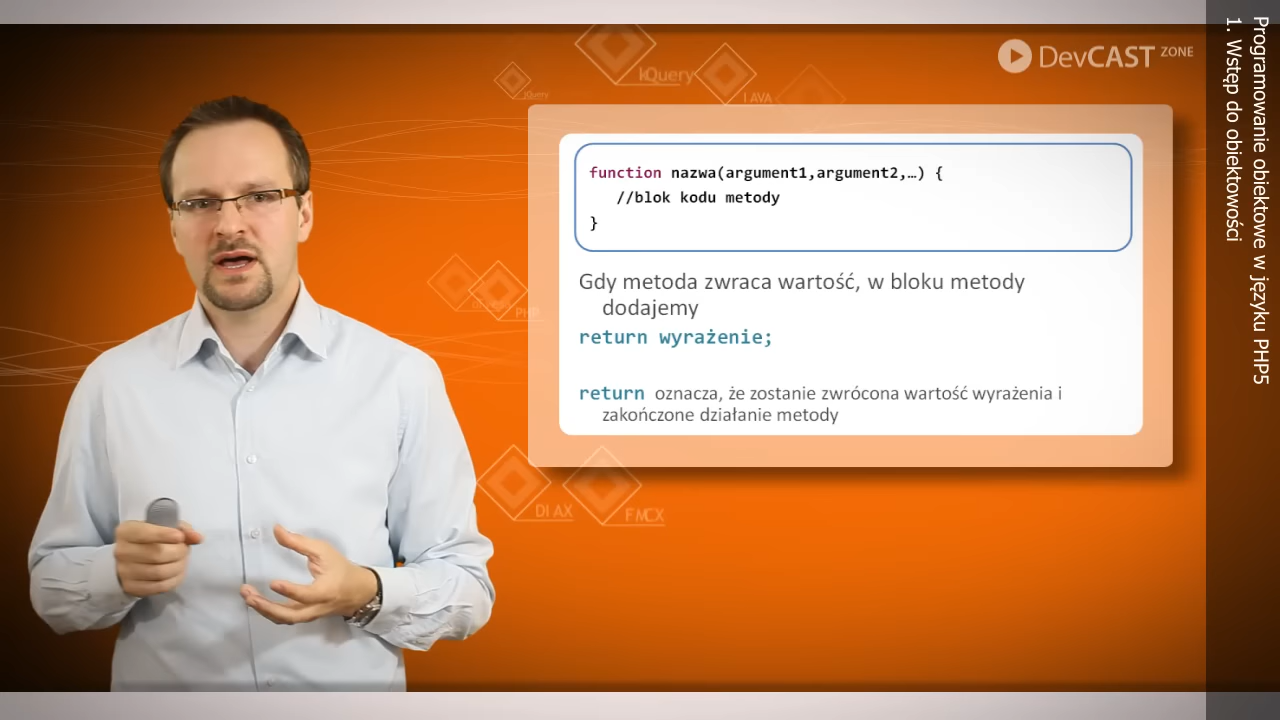 DevCAST ZONE
Programowanie obiektowe w języku PHP5
1. Wstęp do obiektowości
function nazwa(argument1,argument2,…) {
//blok kodu metody
}
Gdy metoda zwraca wartość, w bloku metody
dodajemy
return wyrażenie;
return oznacza, że zostanie zwrócona wartość wyrażenia i
zakończone działanie metody